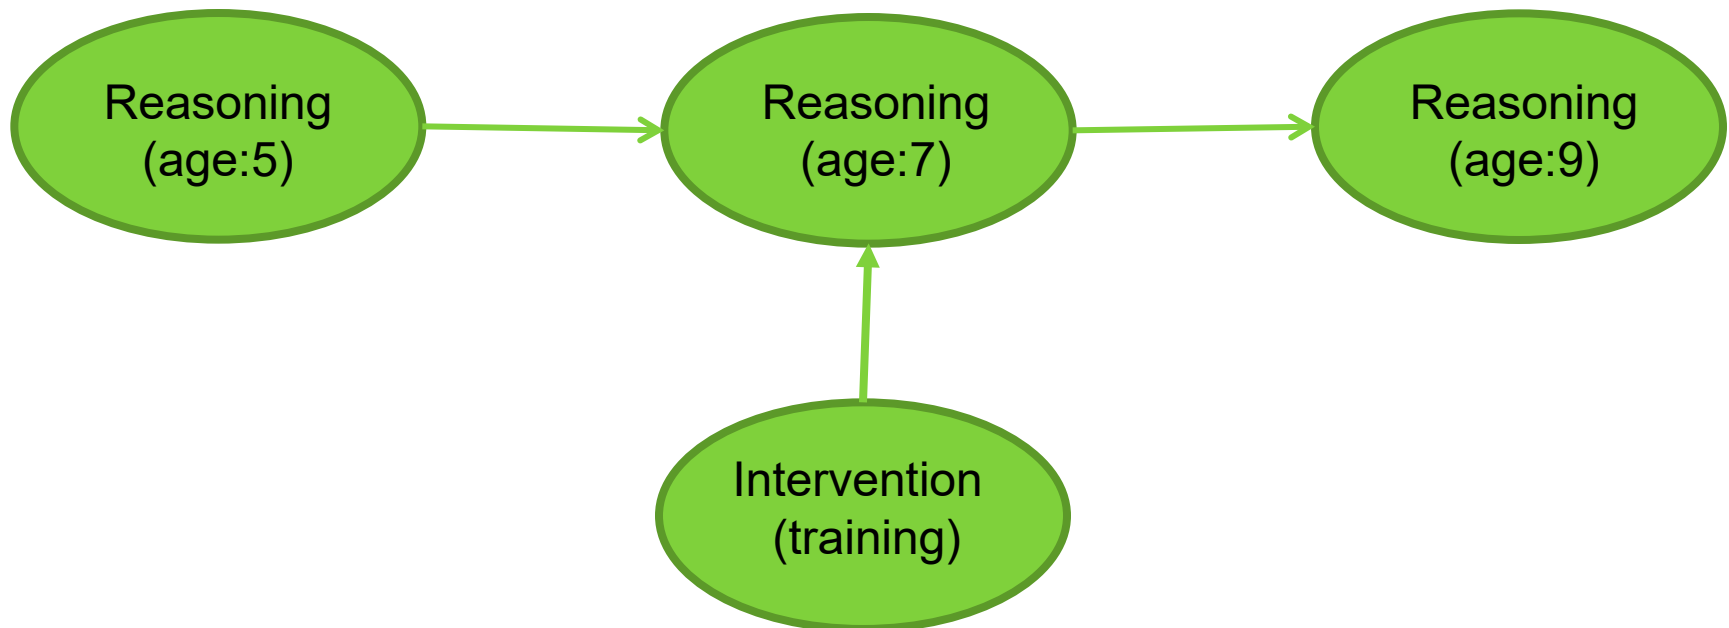 Reasoning
(age:5)
Reasoning
(age:7)
Reasoning
(age:9)
Intervention
(training)